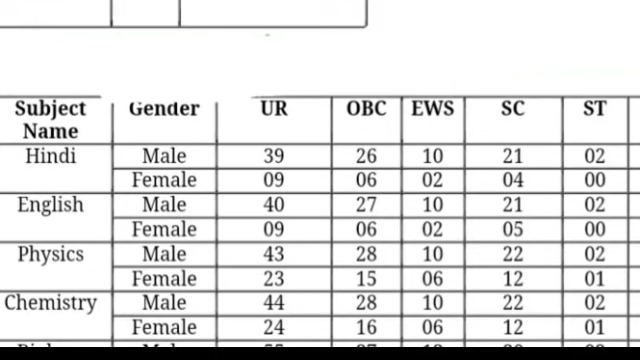 Subject Name Gender UR OBC EWS SC ST
Hindi Male 39 26 10 21 02
Female 09 06 02 04 00
English Male 40 27 10 21 02
Female 09 06 02 05 00
Physics Male 43 28 10 22 02
Female 23 15 06 12 01
Chemistry Male 44 28 10 22 02
Female 24 16 06 12 01